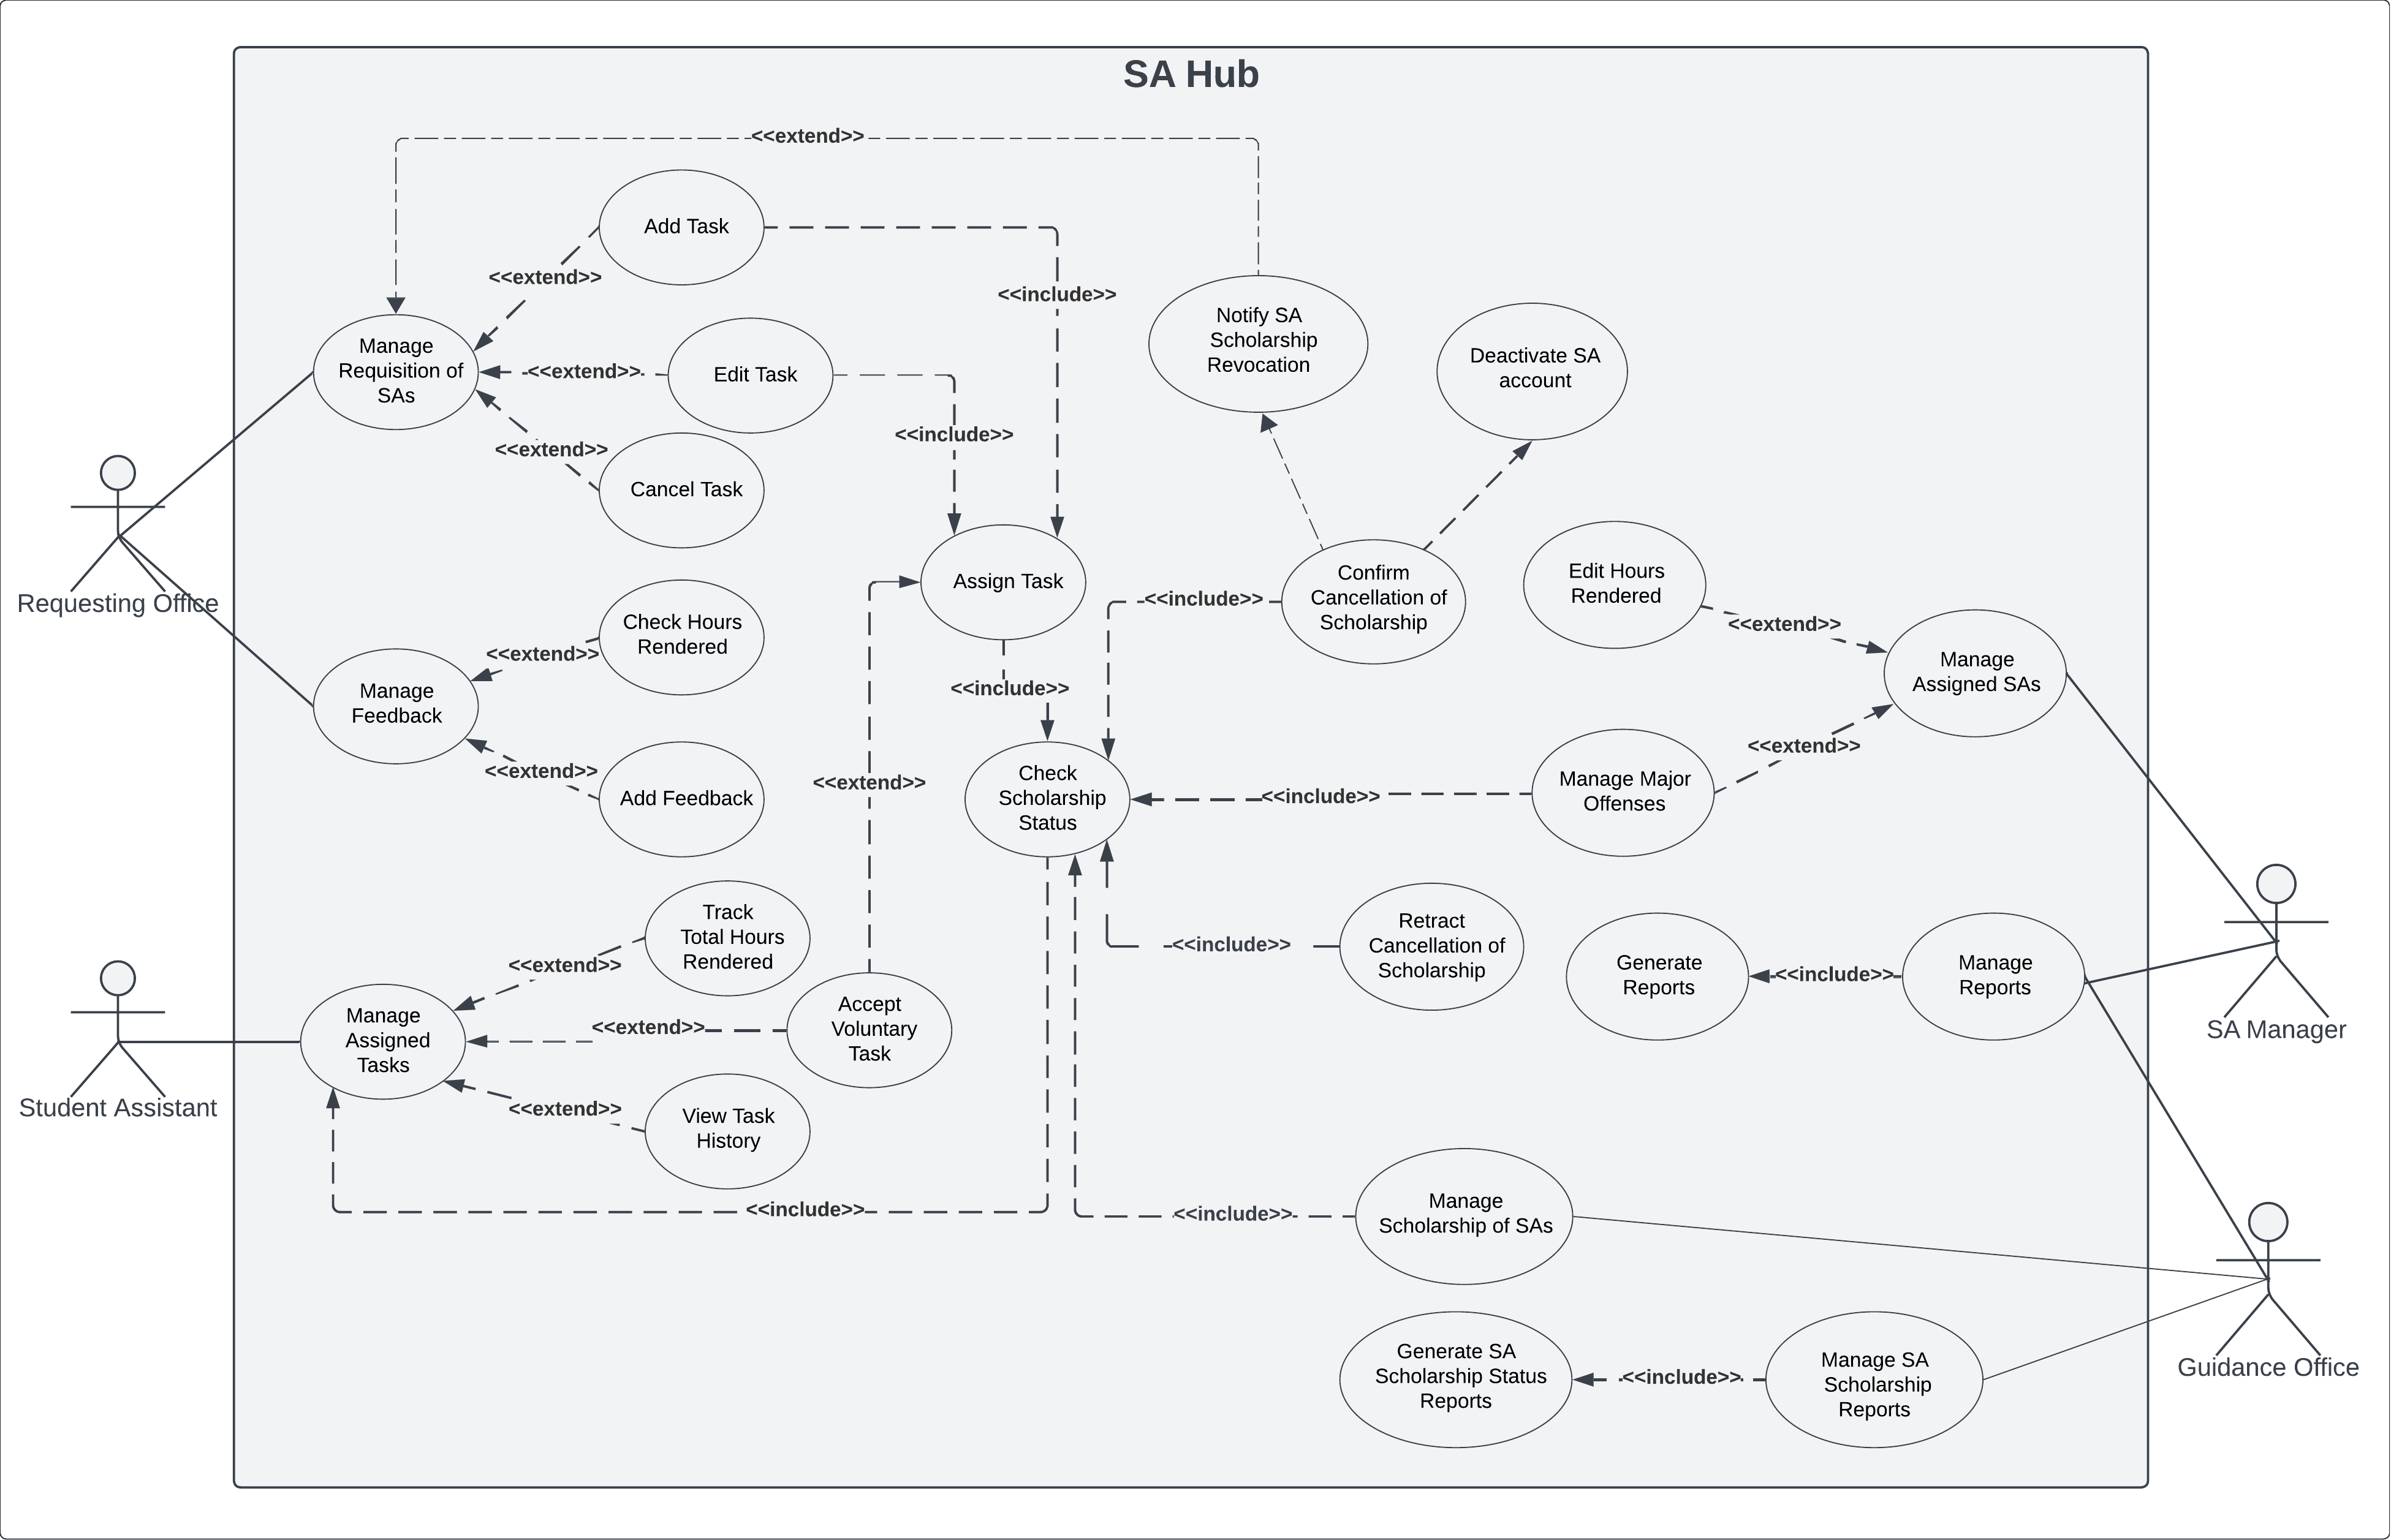 SA Hub
<<extend>>
Add Task
<<extend>>
<<include>>
Notify SA
Scholarship
Revocation
Manage
Requisition of
SAs
<<extend>>
Edit Task
Deactivate SA
account
<<include>>
<<extend>>
Cancel Task
Requesting Office
Assign Task
Confirm
Cancellation of
Scholarship
<<include>>
Edit Hours
Rendered
<<extend>>
Check Hours
Rendered
<<extend>>
Manage
Assigned SAs
Manage
Feedback
<<include>>
<<extend>>
<<extend>>
Add Feedback
<<extend>>
Check
Scholarship
Status
<<include>>
Manage Major
Offenses
Track
Total Hours
Rendered
<<extend>>
<<include>>
Retract
Cancellation of
Scholarship
Generate
Reports
<<include>>
Manage
Reports
SA Manager
Manage
Assigned
Tasks
<<extend>>
Accept
Voluntary
Task
Student Assistant
<<extend>>
View Task
History
<<include>>
<<include>>
Manage
Scholarship of SAs
Generate SA
Scholarship Status
Reports
<<include>>
Manage SA
Scholarship
Reports
Guidance Office